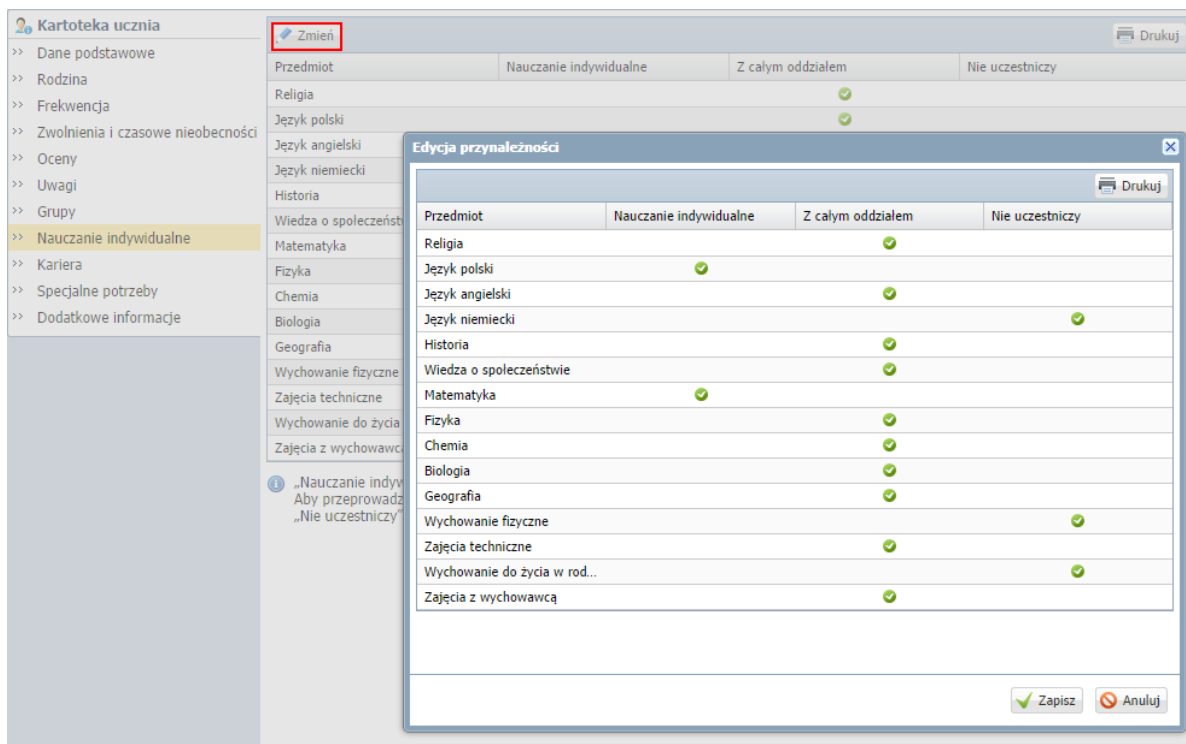 Kartoteka ucznia
>> Dane podstawowe
>> Rodzina
>> Frekwencja
>> Zwolnienia i czasowe nieobecności
>> Oceny
>> Uwagi
>> Grupy
>> Nauczanie indywidualne
>> Kariera
>> Specjalne potrzeby
>> Dodatkowe informacje
Zmień Drukuj
Przedmiot Nauczanie indywidualne Z całym oddziałem Nie uczestniczy
Religia
Język polski
Język angielski
Język niemiecki
Historia
Wiedza o społeczeńst
Matematyka
Fizyka
Chemia
Biologia
Geografia
Wychowanie fizyczne
Zajęcia techniczne
Wychowanie do życia
Zajęcia z wychowawc
„Nauczanie indyw
Aby przeprowadz
„Nie uczestniczy"
Edycja przynależności
Drukuj
Przedmiot Nauczanie indywidualne Z całym oddziałem Nie uczestniczy
Religia
Język polski
Język angielski
Język niemiecki
Historia
Wiedza o społeczeństwie
Matematyka
Fizyka
Chemia
Biologia
Geografia
Wychowanie fizyczne
Zajęcia techniczne
Wychowanie do życia w rod...
Zajęcia z wychowawcą
Zapisz Anuluj